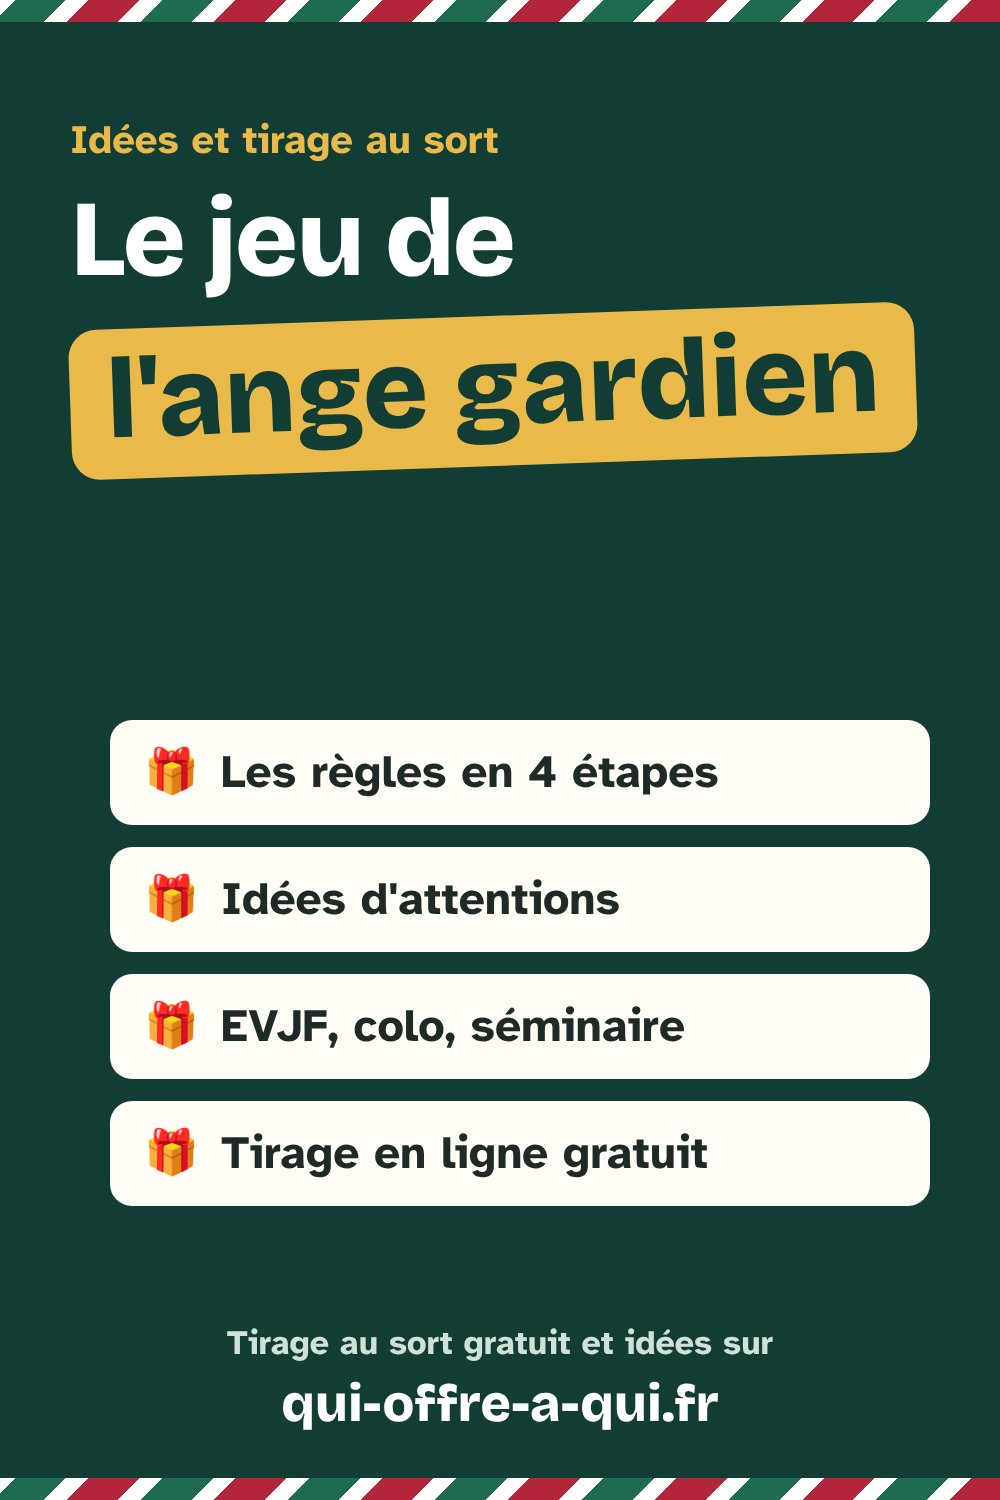 Idées et tirage au sort
Le jeu de
l'ange gardien
Les règles en 4 étapes
Idées d'attentions
EVJF, colo, séminaire
Tirage en ligne gratuit
Tirage au sort gratuit et idées sur
qui-offre-a-qui.fr